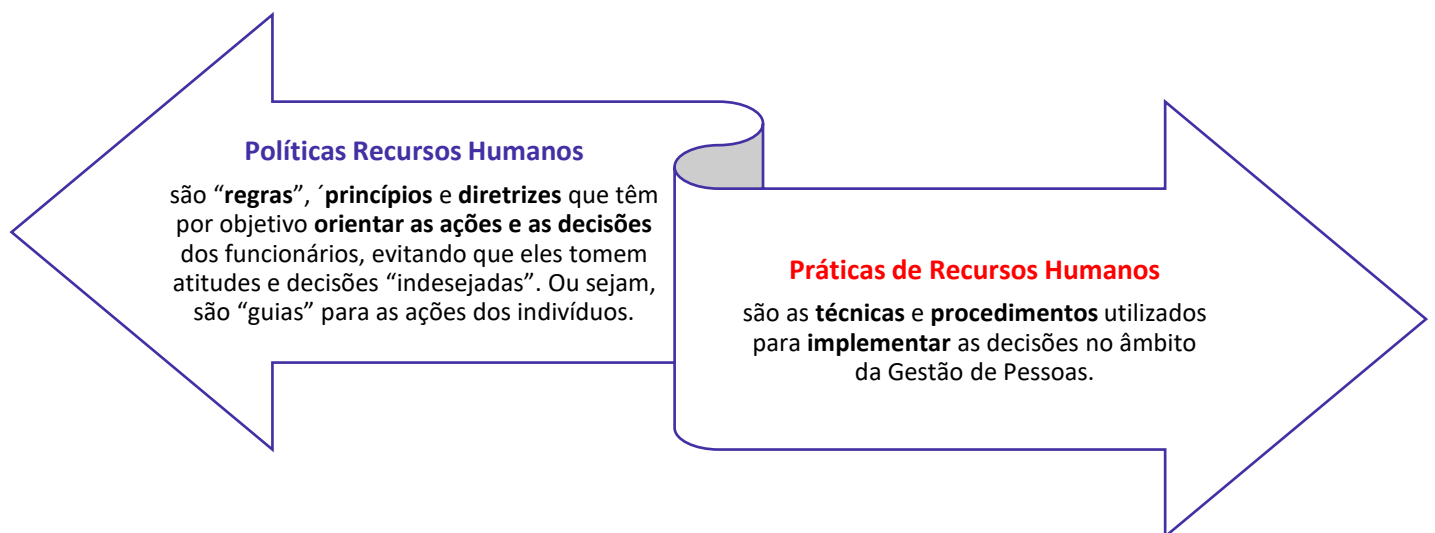 Políticas Recursos Humanos
são “regras”, ´princípios e diretrizes que têm
por objetivo orientar as ações e as decisões
dos funcionários, evitando que eles tomem
atitudes e decisões “indesejadas”. Ou sejam,
são “guias” para as ações dos indivíduos.
Práticas de Recursos Humanos
são as técnicas e procedimentos utilizados
para implementar as decisões no âmbito
da Gestão de Pessoas.